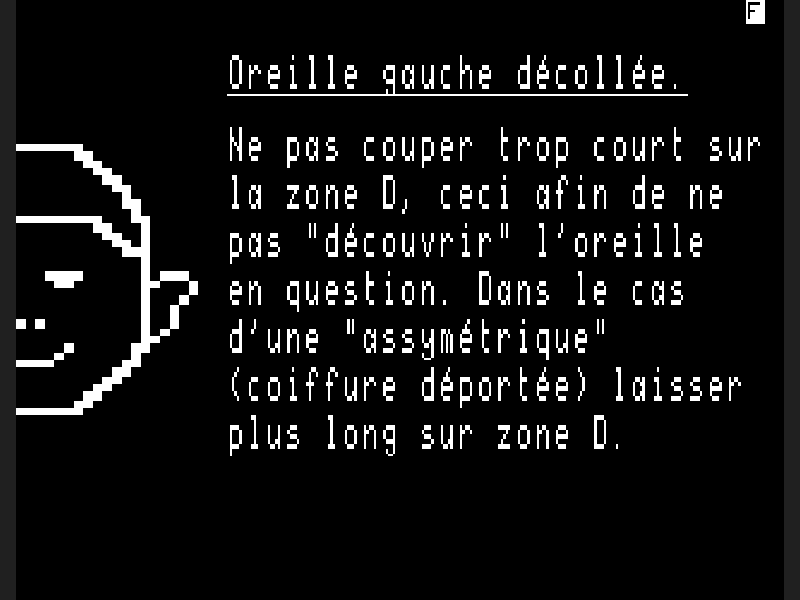 F
Oreille gauche décollée.
Ne pas couper trop court sur
la zone D, ceci afin de ne
pas "découvrir" l'oreille
en question. Dans le cas
d'une "assymétrique"
(coiffure déportée) laisser
plus long sur zone D.